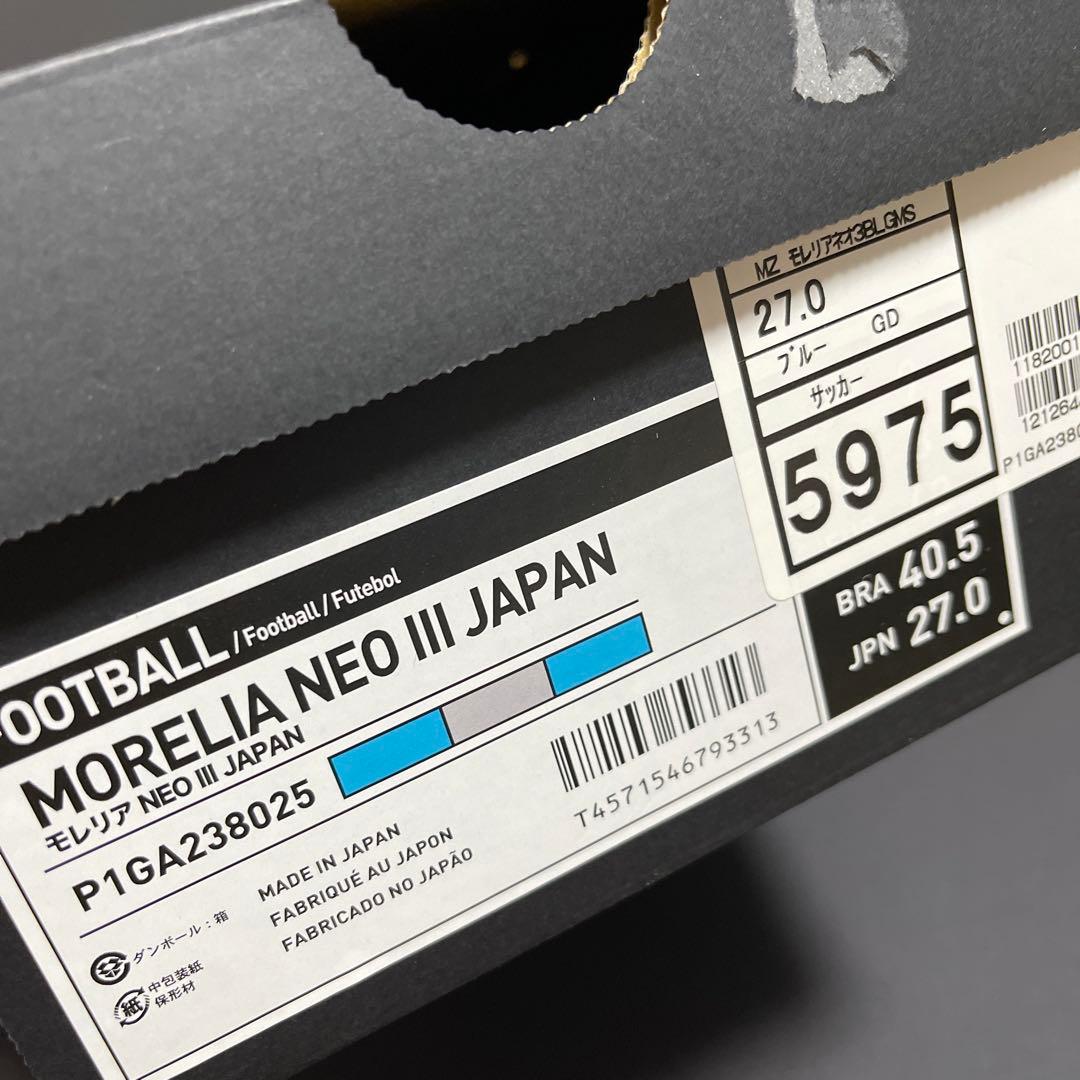 MZ モレリアネオ3BLGMS
27.0
ブルー GD
サッカー
5975
1182001
121264
P1GA2380
FOOTBALL/Football/Futebol
MORELIA NEO III JAPAN
モレリア NEO III JAPAN
P1GA238025
T4571546793313
BRA 40.5
JPN 27.0
MADE IN JAPAN
FABRIQUÉ AU JAPON
FABRICADO NO JAPÃO
ダンボール：箱
紙 中包装紙
保形材